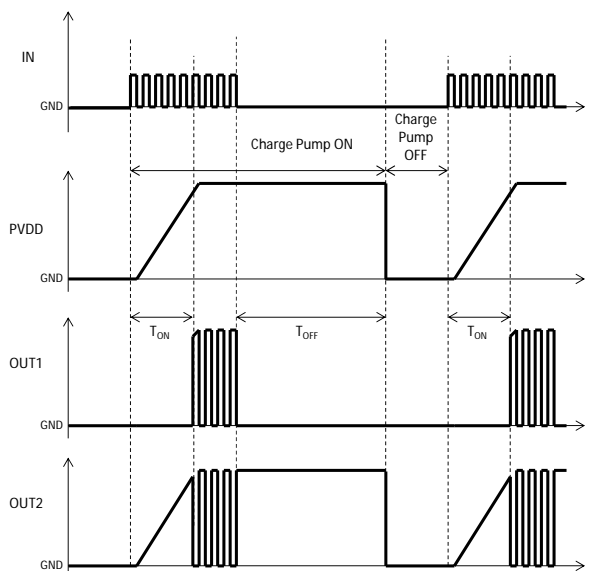 IN
GND
Charge Pump ON
Charge
Pump
OFF
PVDD
GND
TON
TOFF
TON
OUT1
GND
OUT2
GND